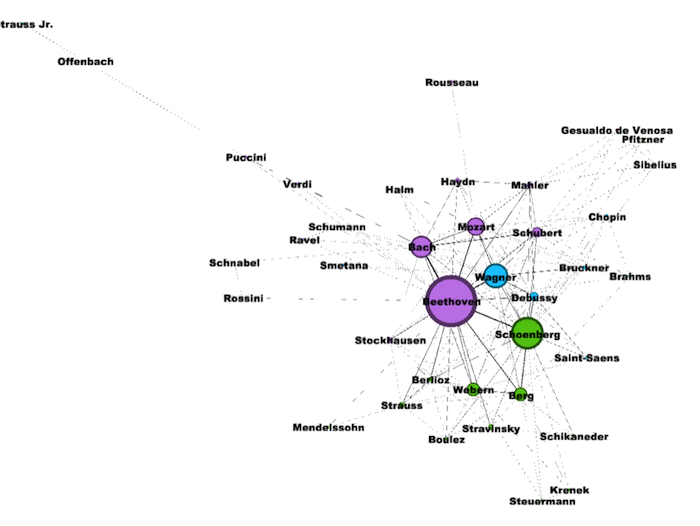 trauss Jr.
Offenbach
Rousseau
Gesualdo de Venosa
Pfitzner
Puccini
Sibelius
Verdi
Halm
Haydn
Mahler
Chopin
Schumann
Mozart
Schubert
Ravel
Bach
Schnabel
Smetana
Bruckner
Wagner
Brahms
Rossini
Beethoven
Debussy
Schoenberg
Stockhausen
Saint-Saens
Berlioz
Webern
Berg
Strauss
Mendelssohn
Stravinsky
Boulez
Schikaneder
Krenek
Steuermann